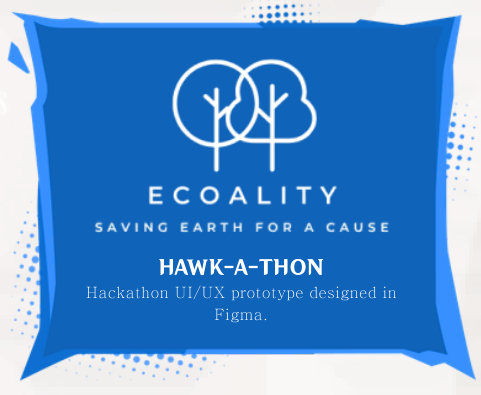 ECOALITY
SAVING EARTH FOR A CAUSE
HAWK-A-THON
Hackathon UI/UX prototype designed in
Figma.